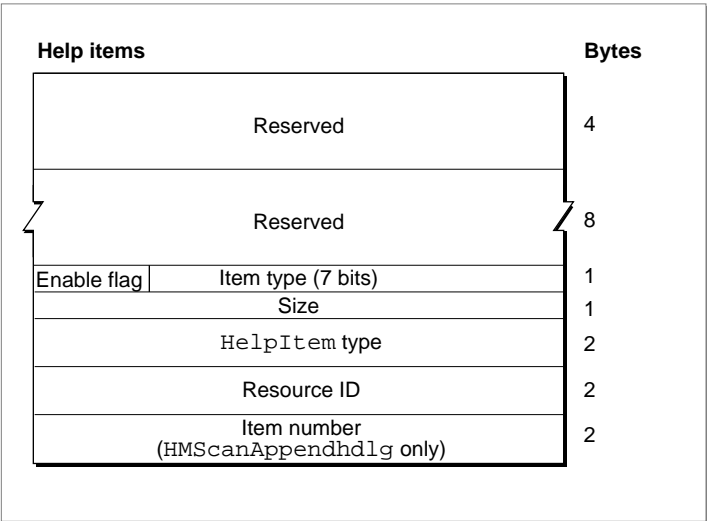 Help items Bytes
Reserved 4
Reserved 8
Enable flag Item type (7 bits) 1
Size 1
HelpItem type 2
Resource ID 2
Item number
(HMScanAppendhdlg only) 2